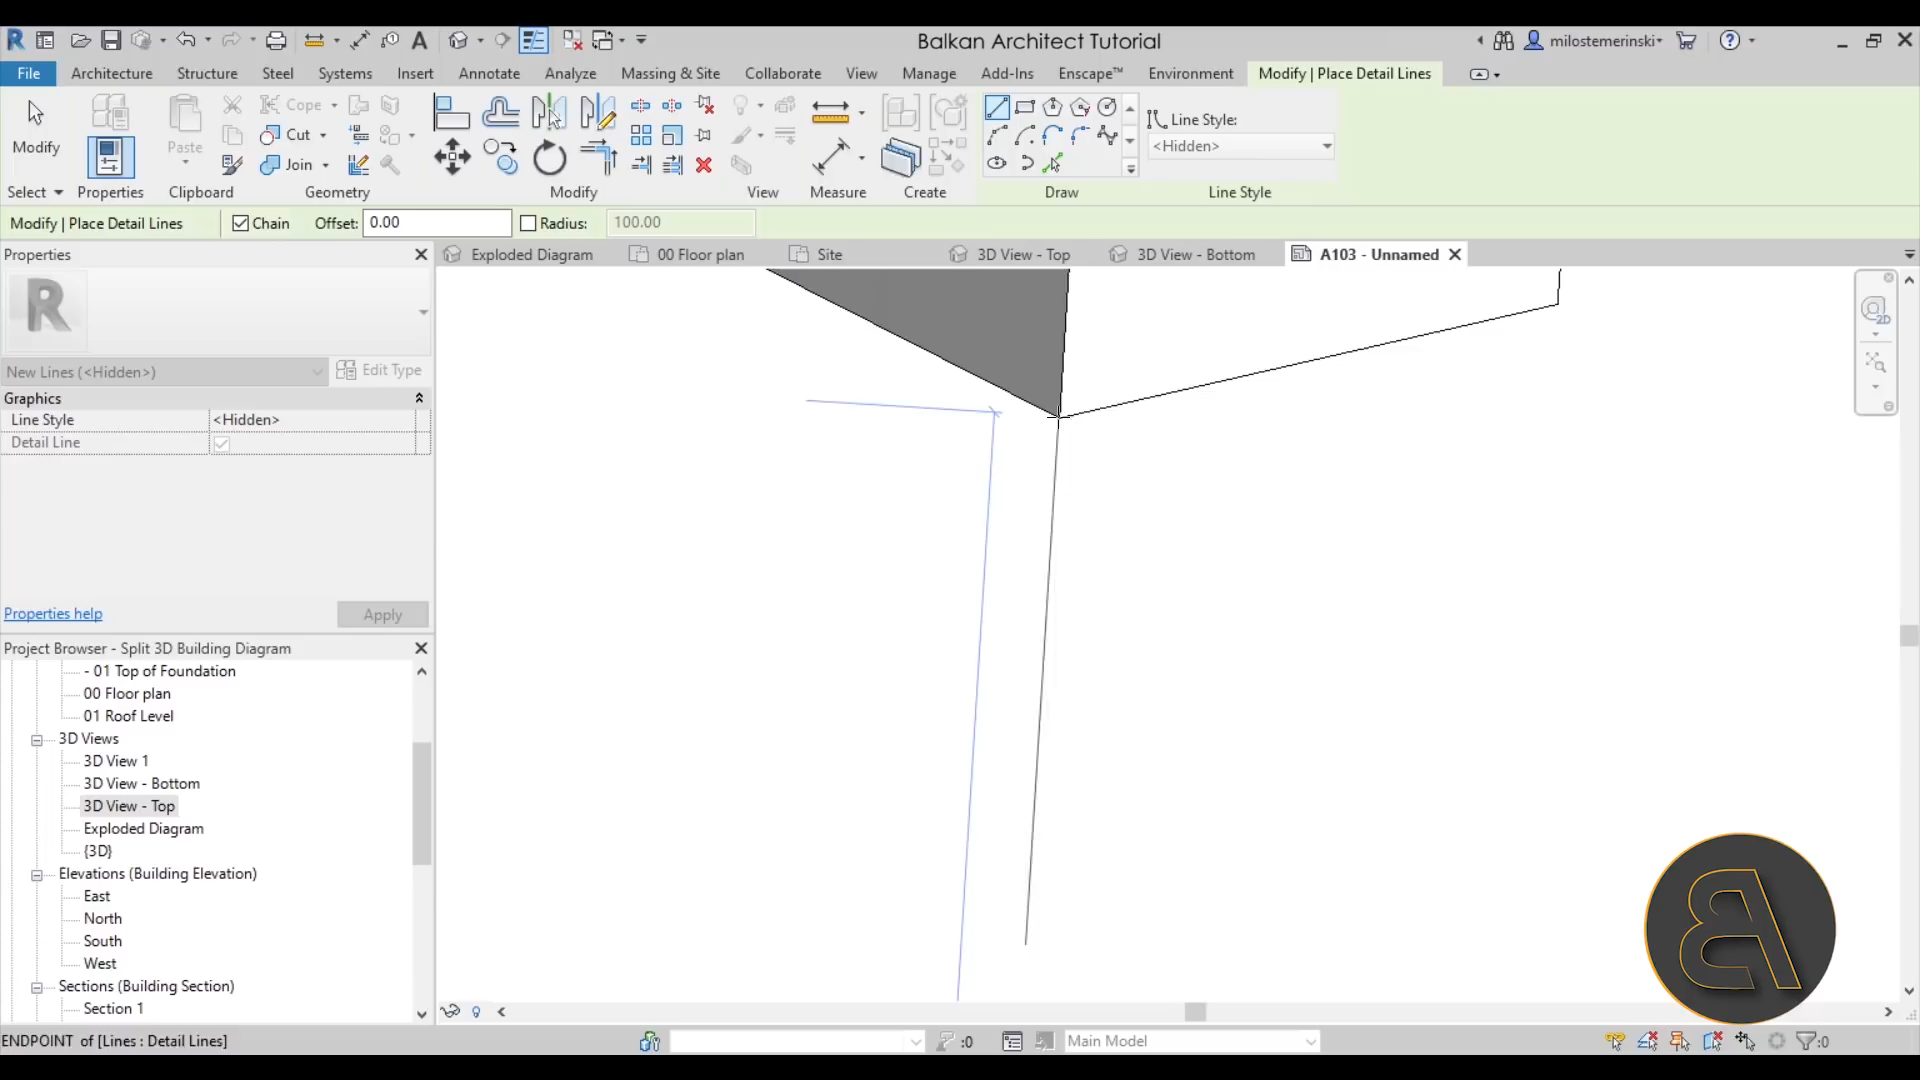 Balkan Architect Tutorial
milostemerinski
File Architecture Structure Steel Systems Insert Annotate Analyze Massing & Site Collaborate View Manage Add-Ins Enscape™ Environment Modify | Place Detail Lines
Modify
Paste
Cope
Cut
Join
Line Style:
<Hidden>
Select Properties Clipboard Geometry Modify View Measure Create Draw Line Style
Modify | Place Detail Lines Chain Offset: 0.00 Radius: 100.00
Properties
Exploded Diagram 00 Floor plan Site 3D View - Top 3D View - Bottom A103 - Unnamed
R
2D
New Lines (<Hidden>) Edit Type
Graphics
Line Style <Hidden>
Detail Line
Properties help Apply
Project Browser - Split 3D Building Diagram
- 01 Top of Foundation
00 Floor plan
01 Roof Level
3D Views
3D View 1
3D View - Bottom
3D View - Top
Exploded Diagram
{3D}
Elevations (Building Elevation)
East
North
South
West
Sections (Building Section)
Section 1
ENDPOINT of [Lines : Detail Lines] :0 Main Model :0